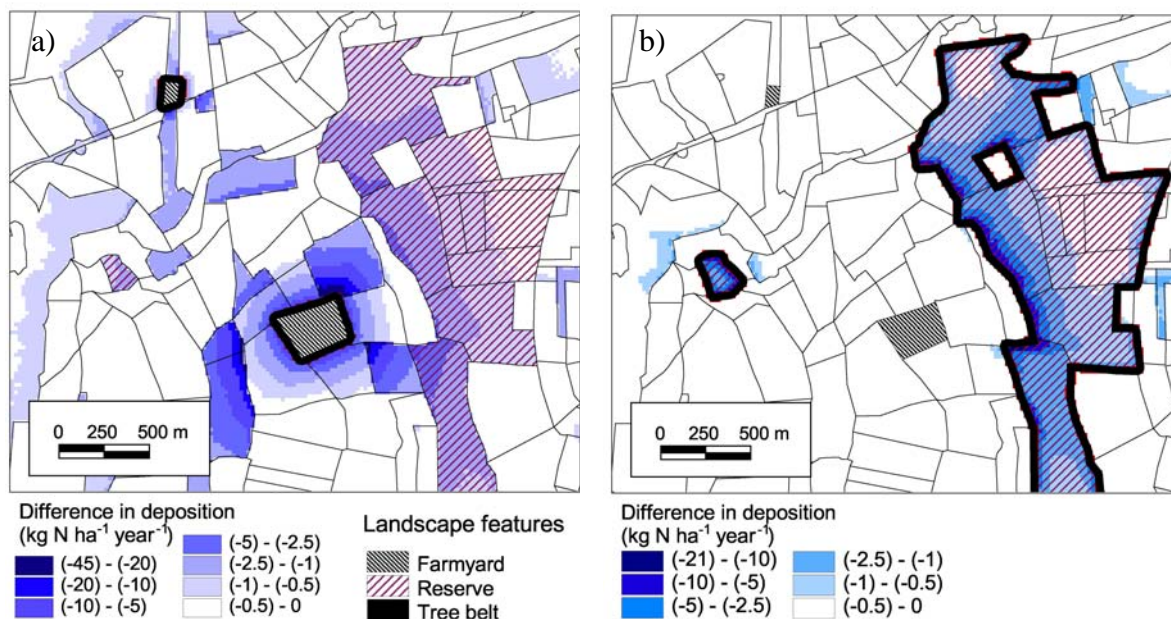 a)
0 250 500 m
b)
0 250 500 m
Difference in deposition
(kg N ha⁻¹ year⁻¹)
(-45) - (-20)
(-20) - (-10)
(-10) - (-5)
(-5) - (-2.5)
(-2.5) - (-1)
(-1) - (-0.5)
(-0.5) - 0
Landscape features
Farmyard
Reserve
Tree belt
Difference in deposition
(kg N ha⁻¹ year⁻¹)
(-21) - (-10)
(-10) - (-5)
(-5) - (-2.5)
(-2.5) - (-1)
(-1) - (-0.5)
(-0.5) - 0